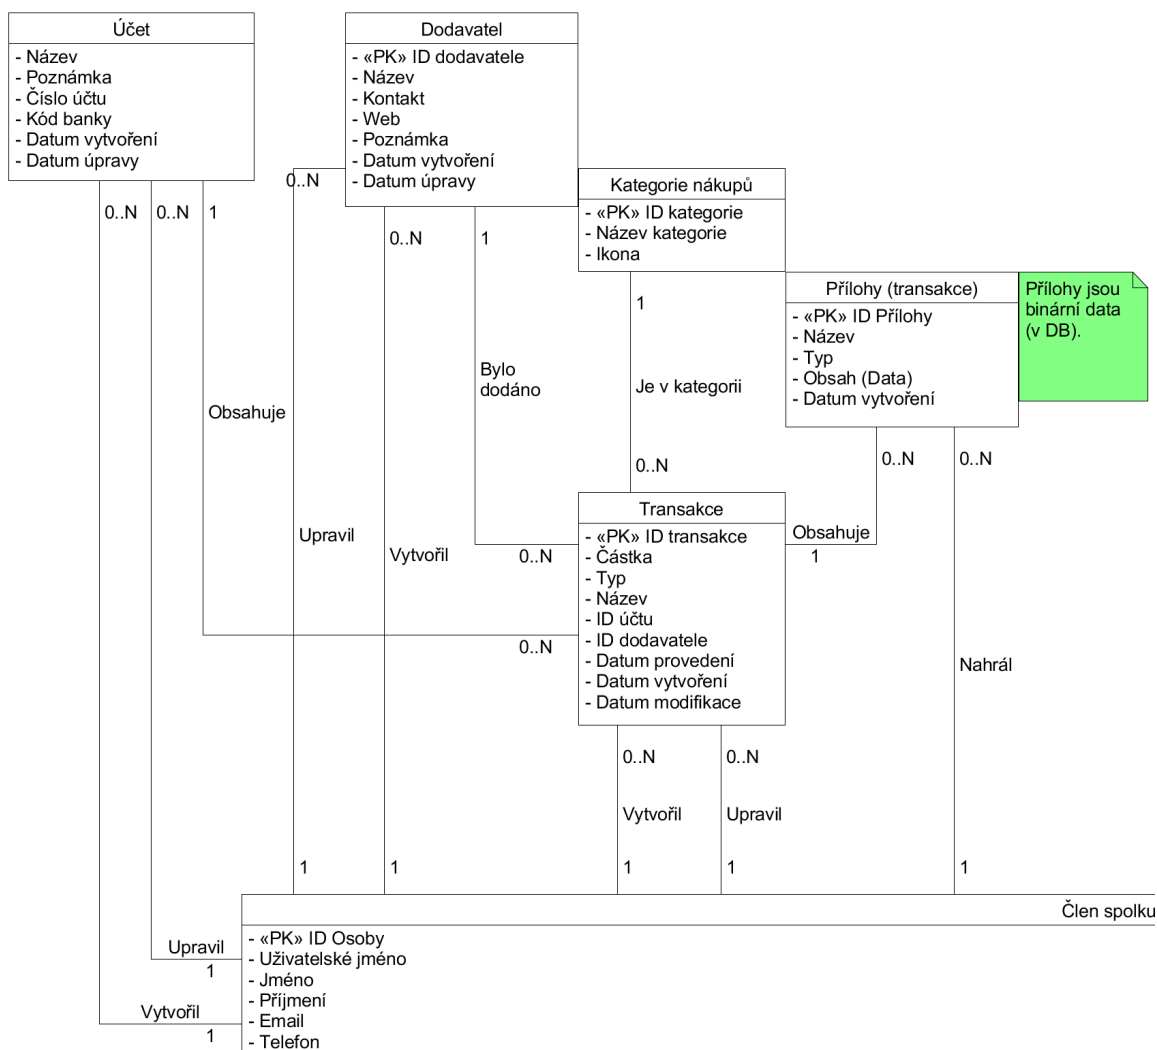 Účet
- Název
- Poznámka
- Číslo účtu
- Kód banky
- Datum vytvoření
- Datum úpravy
Dodavatel
- «PK» ID dodavatele
- Název
- Kontakt
- Web
- Poznámka
- Datum vytvoření
- Datum úpravy
Kategorie nákupů
- «PK» ID kategorie
- Název kategorie
- Ikona
Přílohy (transakce)
- «PK» ID Přílohy
- Název
- Typ
- Obsah (Data)
- Datum vytvoření
Přílohy jsou
binární data
(v DB).
0..N
0..N
1
0..N
0..N
1
1
Obsahuje
Bylo
dodáno
Je v kategorii
0..N
0..N
0..N
Transakce
- «PK» ID transakce
- Částka
- Typ
- Název
- ID účtu
- ID dodavatele
- Datum provedení
- Datum vytvoření
- Datum modifikace
Upravil
Vytvořil
0..N
0..N
Obsahuje
1
Nahrál
0..N
0..N
Vytvořil
Upravil
1
1
1
1
1
Člen spolku
- «PK» ID Osoby
- Uživatelské jméno
- Jméno
- Příjmení
- Email
- Telefon
Upravil
1
Vytvořil
1